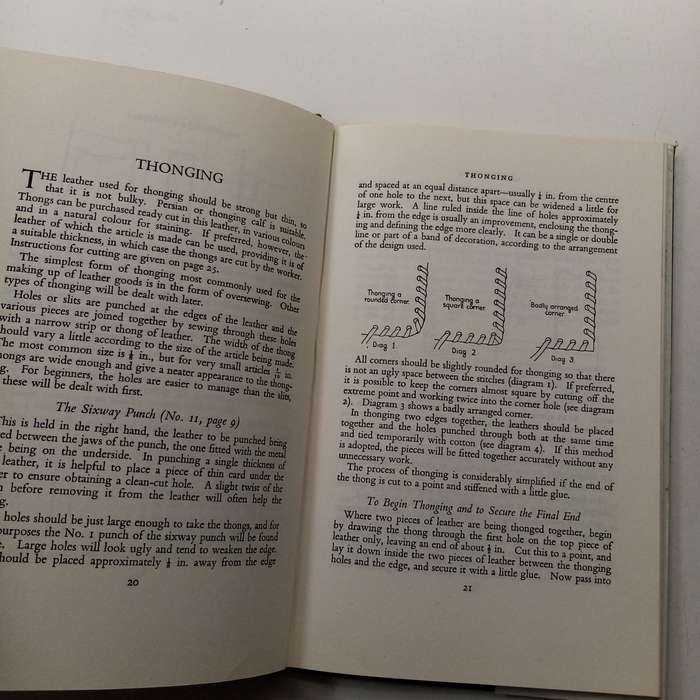 THONGING
THE leather used for thonging should be strong but thin, so
that it is not bulky. Persian or thonging calf is suitable.
Thongs can be purchased ready cut in this leather, in various colours
and in a natural colour for staining. If preferred, however, the
leather of which the article is made can be used, providing it is of
a suitable thickness, in which case the thongs are cut by the worker.
Instructions for cutting are given on page 25.
The simplest form of thonging most commonly used for the
making up of leather goods is in the form of oversewing. Other
types of thonging will be dealt with later.
Holes or slits are punched at the edges of the leather and the
various pieces are joined together by sewing through these holes
with a narrow strip or thong of leather. The width of the thong
should vary a little according to the size of the article being made.
The most common size is ⅛ in., but for very small articles
wide enough and give a neater appearance to the thong-
For beginners, the holes are easier to manage than the slits,
these will be dealt with first.
The Sixway Punch (No. 11, page 9)
This is held in the right hand, the leather to be punched being
between the jaws of the punch, the one fitted with the metal
being on the underside. In punching a single thickness of
leather, it is helpful to place a piece of thin card under the
to ensure obtaining a clean-cut hole. A slight twist of the
before removing it from the leather will often help the
holes should be just large enough to take the thongs, and for
purposes the No. 1 punch of the sixway punch will be found
Large holes will look ugly and tend to weaken the edge.
should be placed approximately ⅛ in. away from the edge
20
THONGING
and spaced at an equal distance apart—usually ¼ in. from the centre
of one hole to the next, but this space can be widened a little for
large work. A line ruled inside the line of holes approximately
in. from the edge is usually an improvement, enclosing the thong-
ing and defining the edge more clearly. It can be a single or double
line or part of a band of decoration, according to the arrangement
of the design used.
Thonging a
rounded corner
Diag 1
Thonging a
square corner
Diag 2
Badly arranged
corner
Diag 3
All corners should be slightly rounded for thonging so that there
is not an ugly space between the stitches (diagram 1). If preferred,
it is possible to keep the corners almost square by cutting off the
extreme point and working twice into the corner hole (see diagram
2). Diagram 3 shows a badly arranged corner.
In thonging two edges together, the leathers should be placed
together and the holes punched through both at the same time
and tied temporarily with cotton (see diagram 4). If this method
is adopted, the pieces will be fitted together accurately without any
unnecessary work.
The process of thonging is considerably simplified if the end of
the thong is cut to a point and stiffened with a little glue.
To Begin Thonging and to Secure the Final End
Where two pieces of leather are being thonged together, begin
by drawing the thong through the first hole on the top piece of
leather only, leaving an end of about ½ in. Cut this to a point, and
lay it down inside the two pieces of leather between the thonging
holes and the edge, and secure it with a little glue. Now pass into
21